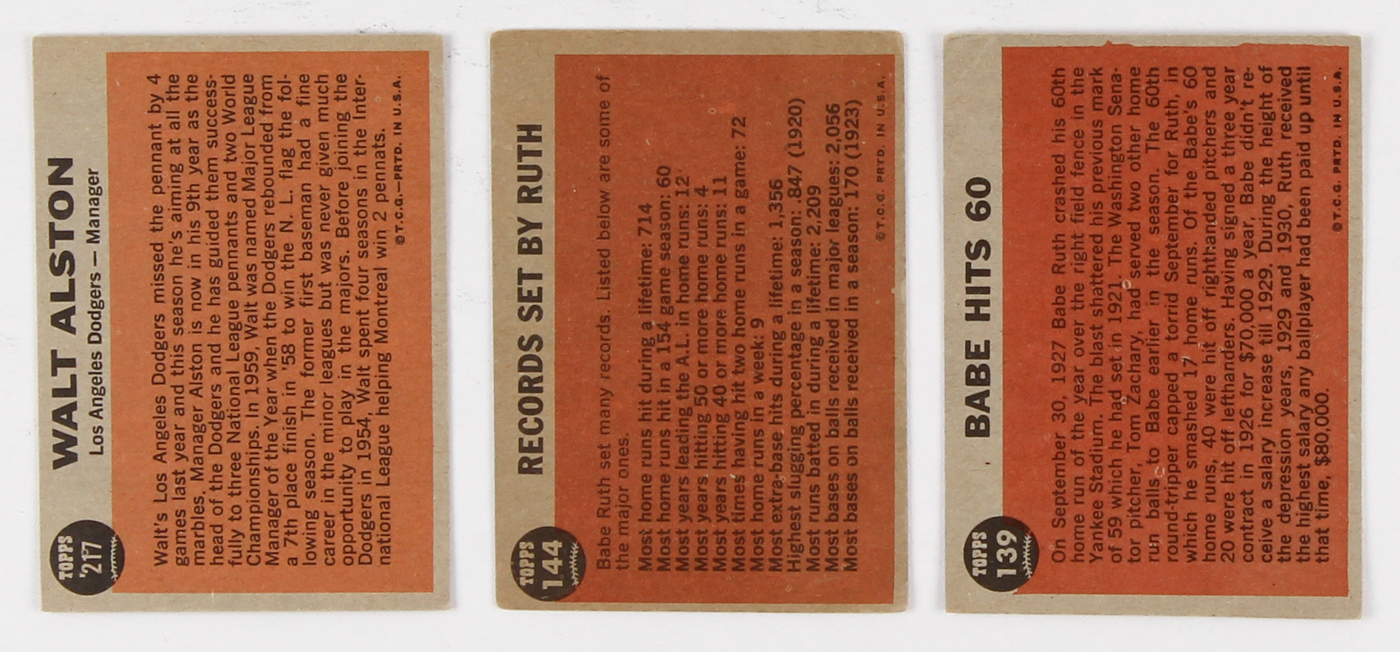 TOPPS
217
WALT ALSTON
Los Angeles Dodgers — Manager
Walt's Los Angeles Dodgers missed the pennant by 4
games last year and this season he's aiming at all the
marbles. Manager Alston is now in his 9th year as the
head of the Dodgers and he has guided them success-
fully to three National League pennants and two World
Championships. In 1959, Walt was named Major League
Manager of the Year when the Dodgers rebounded from
a 7th place finish in '58 to win the N. L. flag the fol-
lowing season. The former first baseman had a fine
career in the minor leagues but was never given much
opportunity to play in the majors. Before joining the
Dodgers in 1954, Walt spent four seasons in the Inter-
national League helping Montreal win 2 pennats.
©T.C.G.—PRTD. IN U.S.A.
TOPPS
144
RECORDS SET BY RUTH
Babe Ruth set many records. Listed below are some of
the major ones.
Most home runs hit during a lifetime: 714
Most home runs hit in a 154 game season: 60
Most years leading the A.L. in home runs: 12
Most years hitting 50 or more home runs: 4
Most years hitting 40 or more home runs: 11
Most times having hit two home runs in a game: 72
Most home runs in a week: 9
Most extra-base hits during a lifetime: 1,356
Highest slugging percentage in a season: .847 (1920)
Most runs batted in during a lifetime: 2,209
Most bases on balls received in major leagues: 2,056
Most bases on balls received in a season: 170 (1923)
©T.C.G. PRTD. IN U.S.A.
TOPPS
139
BABE HITS 60
On September 30, 1927 Babe Ruth crashed his 60th
home run of the year over the right field fence in the
Yankee Stadium. The blast shattered his previous mark
of 59 which he had set in 1921. The Washington Sena-
tor pitcher, Tom Zachary, had served two other home
run balls to Babe earlier in the season. The 60th
round-tripper capped a torrid September for Ruth, in
which he smashed 17 home runs. Of the Babe's 60
home runs, 40 were hit off righthanded pitchers and
20 were hit off lefthanders. Having signed a three year
contract in 1926 for $70,000 a year, Babe didn't re-
ceive a salary increase till 1929. During the height of
the depression years, 1929 and 1930, Ruth received
the highest salary any ballplayer had been paid up until
that time, $80,000.
©T.C.G. PRTD. IN U.S.A.